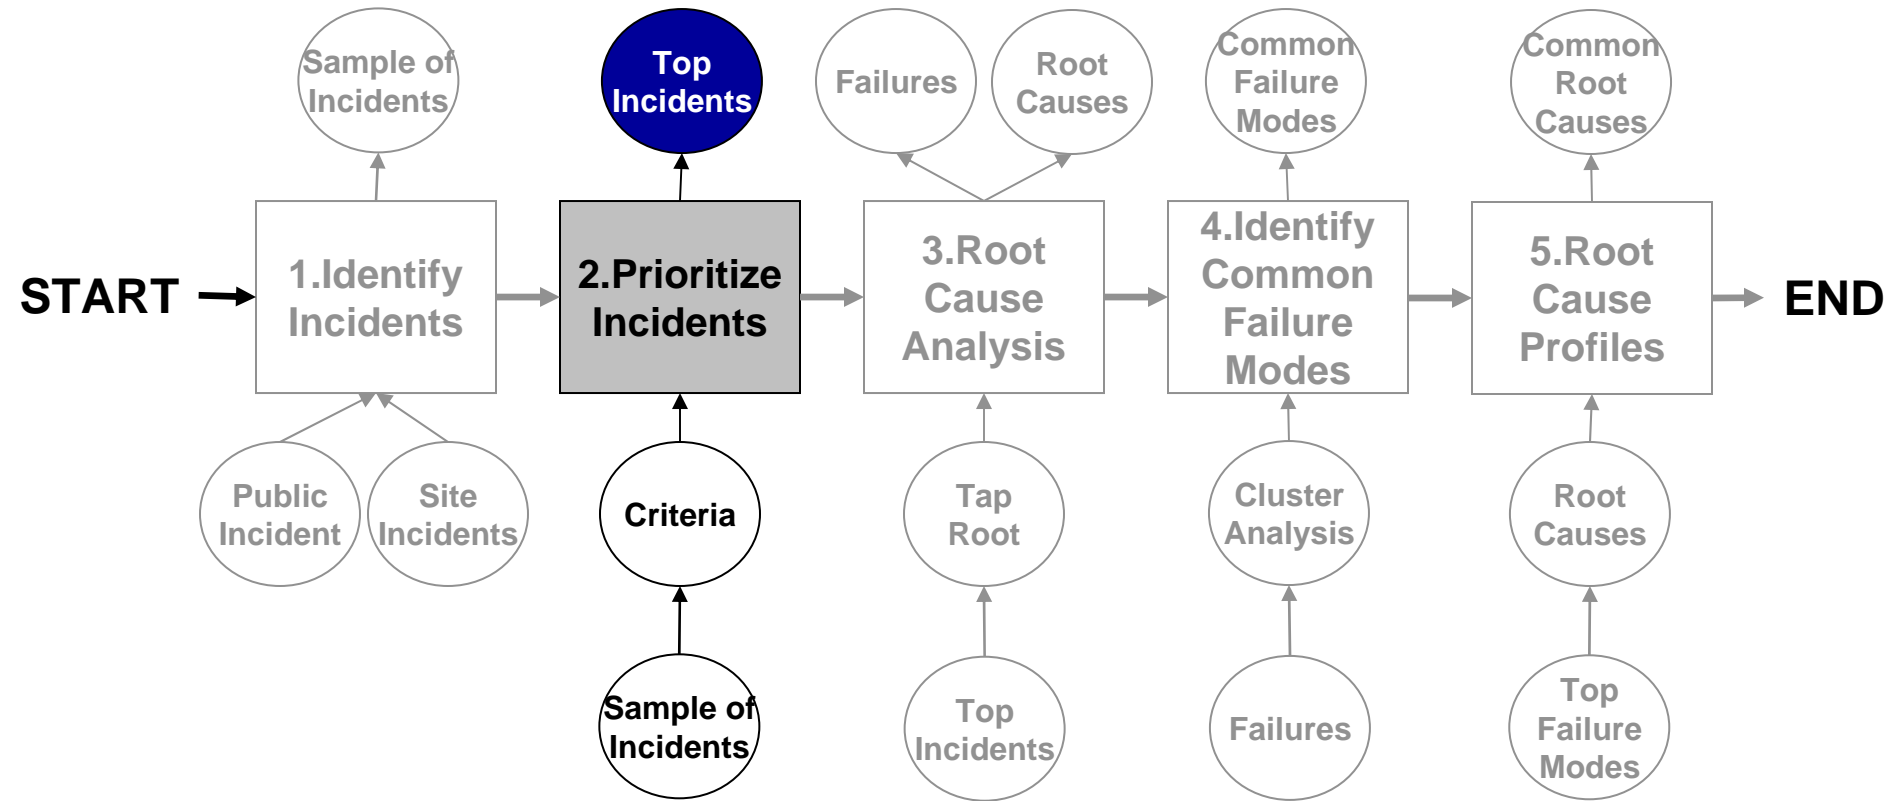 Sample of
Incidents
Top
Incidents
Failures
Root
Causes
Common
Failure
Modes
Common
Root
Causes
START
1.Identify
Incidents
2.Prioritize
Incidents
3.Root
Cause
Analysis
4.Identify
Common
Failure
Modes
5.Root
Cause
Profiles
END
Public
Incident
Site
Incidents
Criteria
Tap
Root
Cluster
Analysis
Root
Causes
Sample of
Incidents
Top
Incidents
Failures
Top
Failure
Modes